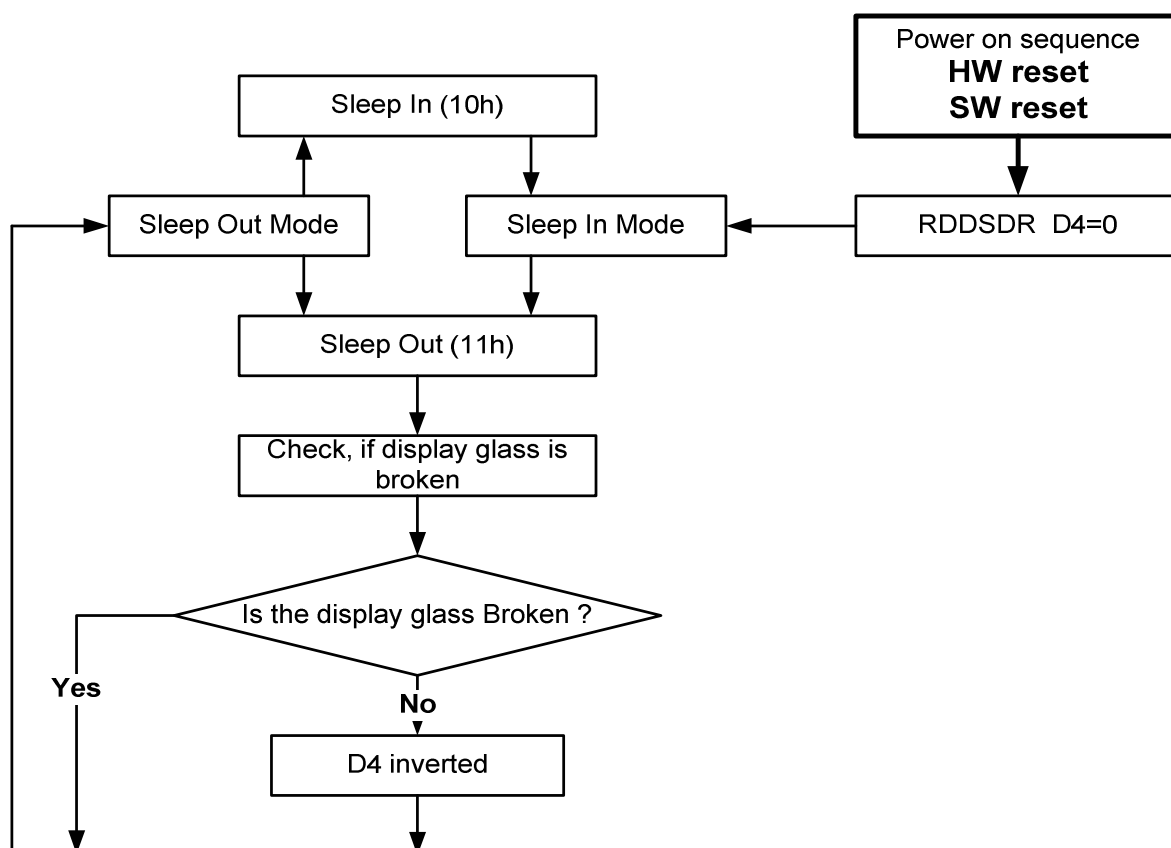 Power on sequence
HW reset
SW reset
Sleep In (10h)
Sleep Out Mode
Sleep In Mode
RDDSDR D4=0
Sleep Out (11h)
Check, if display glass is
broken
Is the display glass Broken ?
Yes
No
D4 inverted